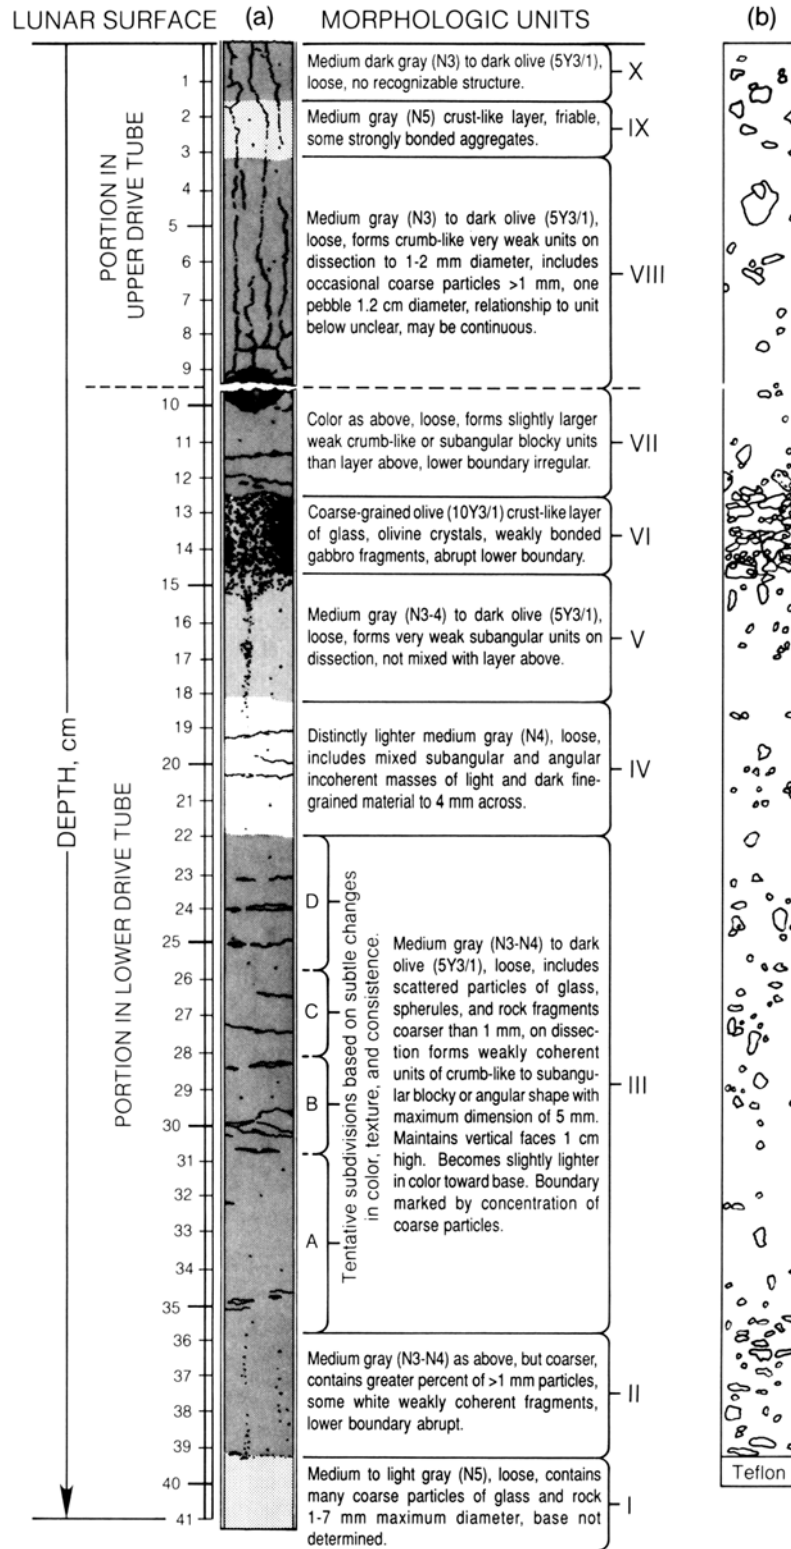 LUNAR SURFACE
(a)
MORPHOLOGIC UNITS
(b)
Medium dark gray (N3) to dark olive (5Y3/1),
loose, no recognizable structure.
X
Medium gray (N5) crust-like layer, friable,
some strongly bonded aggregates.
IX
Medium gray (N3) to dark olive (5Y3/1),
loose, forms crumb-like very weak units on
dissection to 1-2 mm diameter, includes
occasional coarse particles >1 mm, one
pebble 1.2 cm diameter, relationship to unit
below unclear, may be continuous.
VIII
Color as above, loose, forms slightly larger
weak crumb-like or subangular blocky units
than layer above, lower boundary irregular.
VII
Coarse-grained olive (10Y3/1) crust-like layer
of glass, olivine crystals, weakly bonded
gabbro fragments, abrupt lower boundary.
VI
Medium gray (N3-4) to dark olive (5Y3/1),
loose, forms very weak subangular units on
dissection, not mixed with layer above.
V
Distinctly lighter medium gray (N4), loose,
includes mixed subangular and angular
incoherent masses of light and dark fine-
grained material to 4 mm across.
IV
D
C
B
A
Tentative subdivisions based on subtle changes
in color, texture, and consistence.
Medium gray (N3-N4) to dark
olive (5Y3/1), loose, includes
scattered particles of glass,
spherules, and rock fragments
coarser than 1 mm, on dissec-
tion forms weakly coherent
units of crumb-like to subangu-
lar blocky or angular shape with
maximum dimension of 5 mm.
Maintains vertical faces 1 cm
high. Becomes slightly lighter
in color toward base. Boundary
marked by concentration of
coarse particles.
III
Medium gray (N3-N4) as above, but coarser,
contains greater percent of >1 mm particles,
some white weakly coherent fragments,
lower boundary abrupt.
II
Medium to light gray (N5), loose, contains
many coarse particles of glass and rock
1-7 mm maximum diameter, base not
determined.
I
Teflon
DEPTH, cm
PORTION IN
UPPER DRIVE TUBE
PORTION IN LOWER DRIVE TUBE
1
2
3
4
5
6
7
8
9
10
11
12
13
14
15
16
17
18
19
20
21
22
23
24
25
26
27
28
29
30
31
32
33
34
35
36
37
38
39
40
41